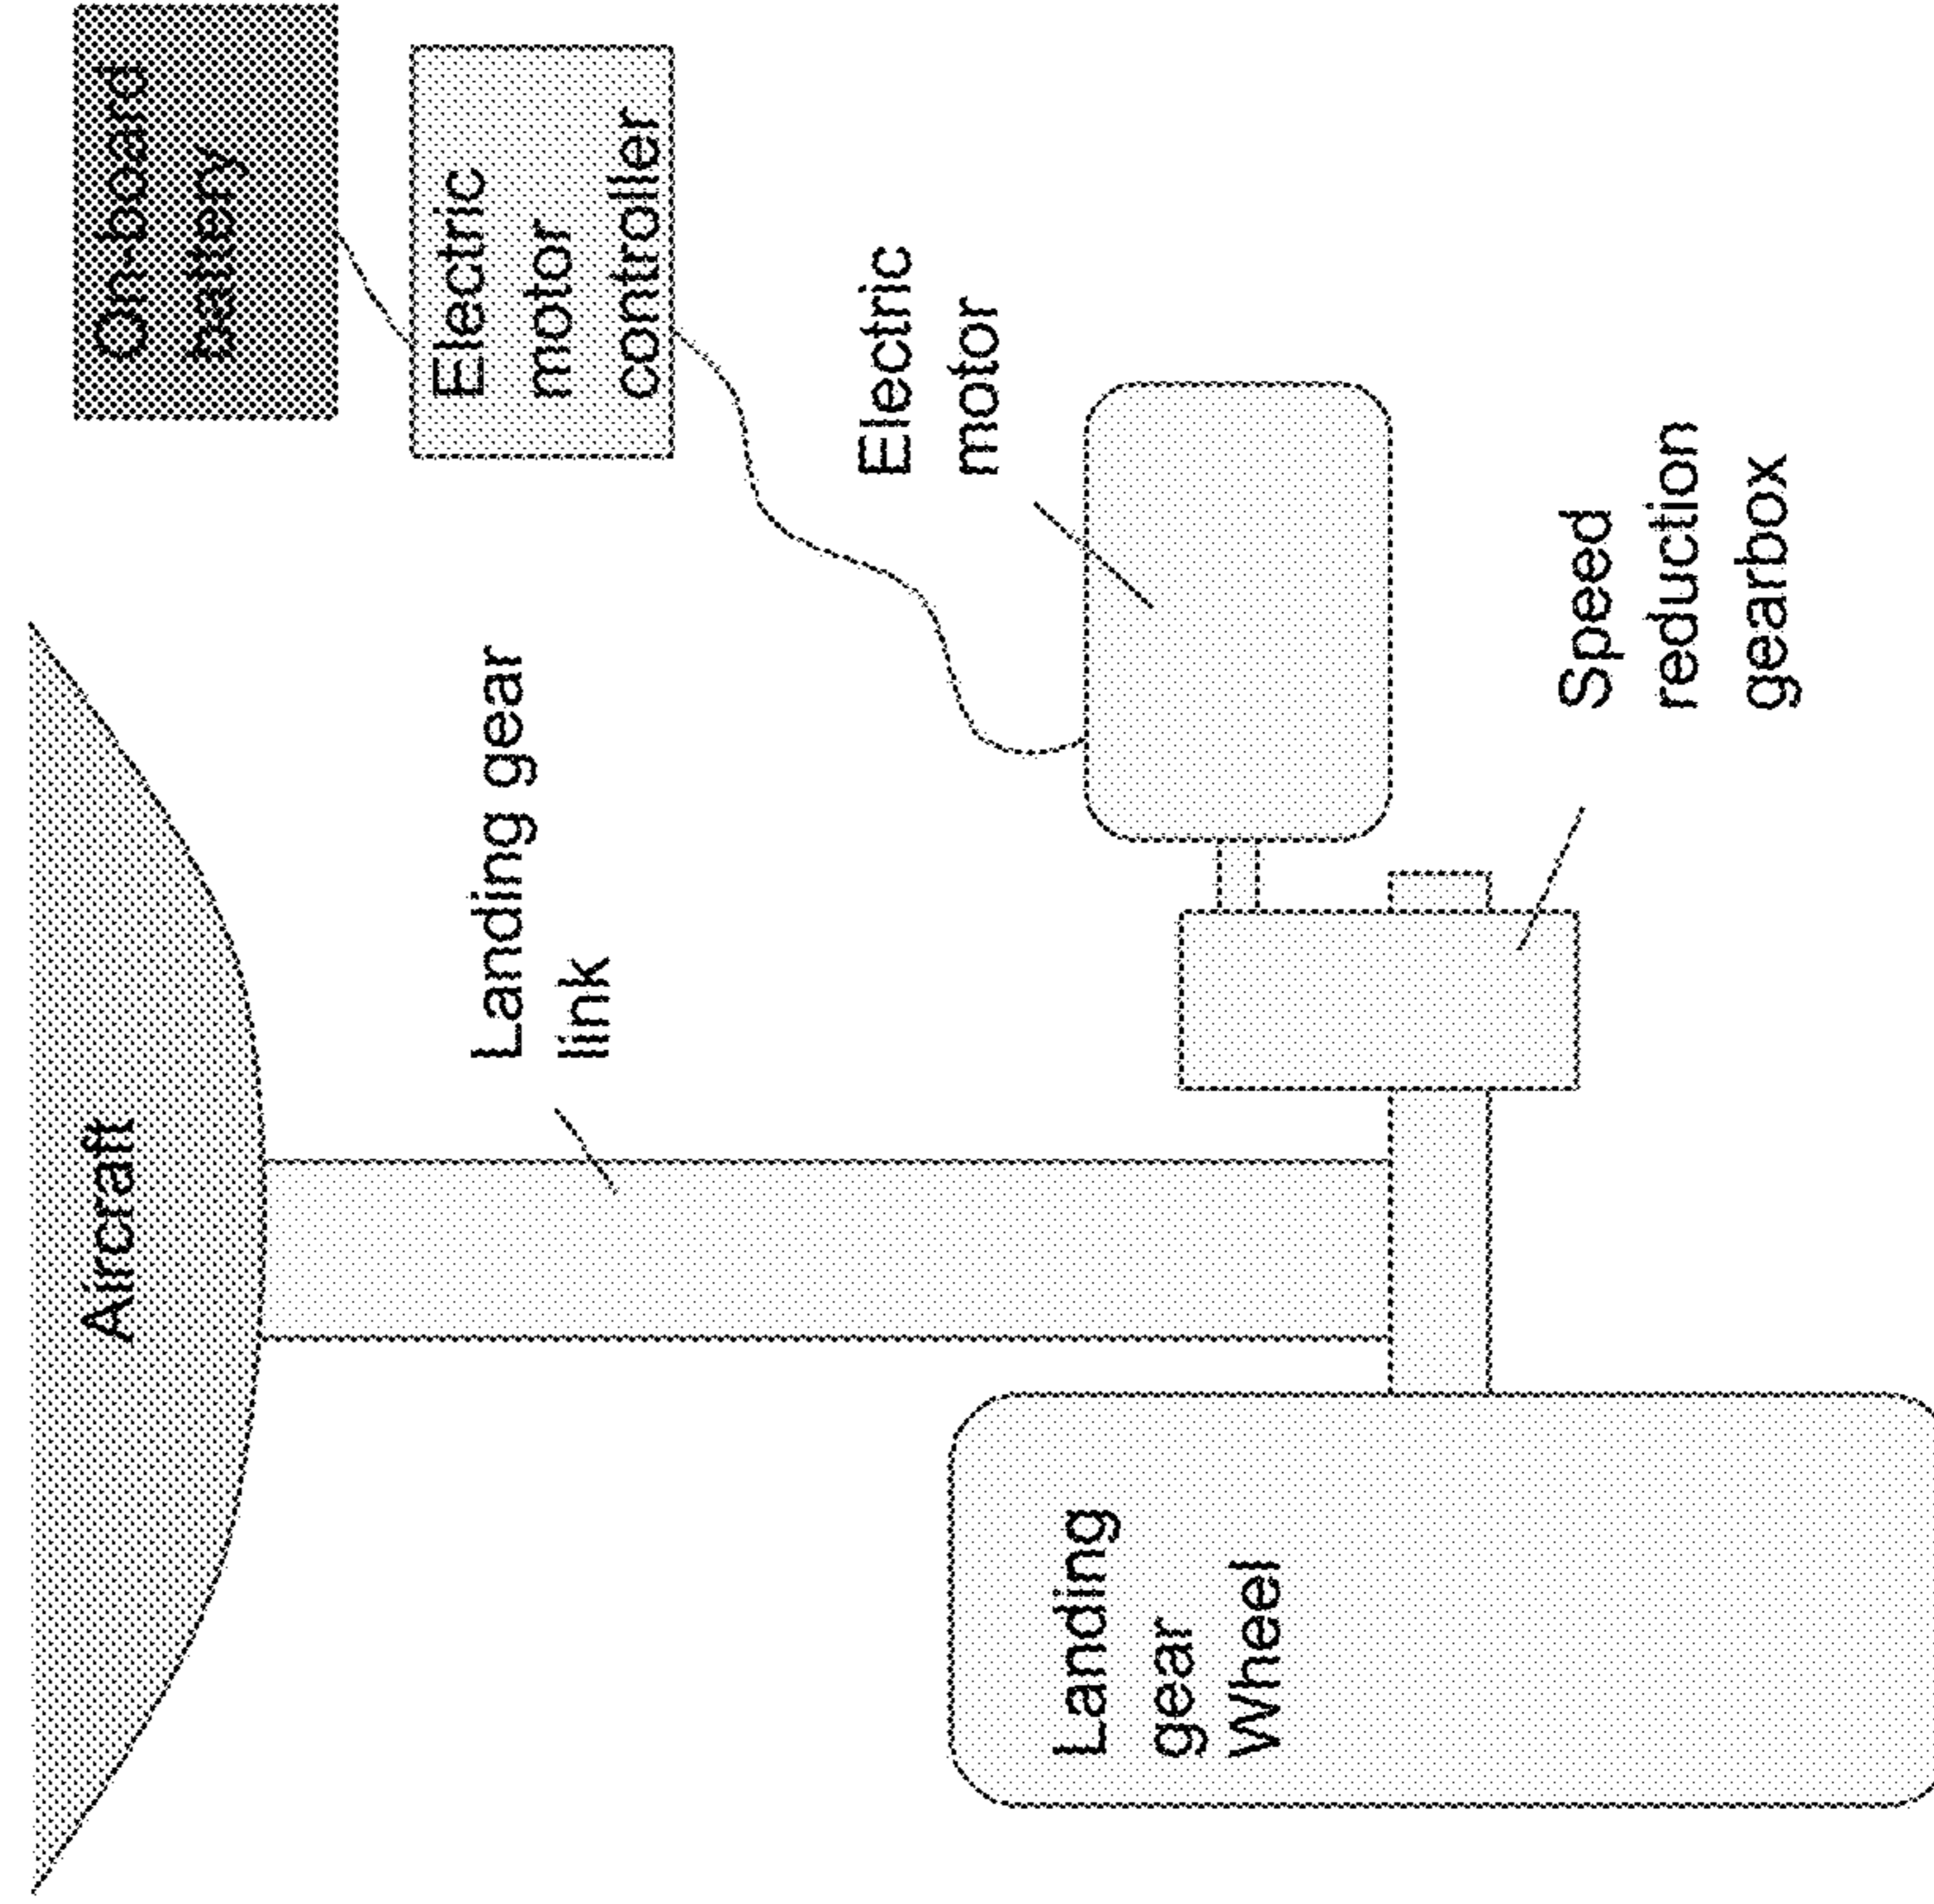 Aircraft
On-board
battery
Electric
motor
controller
Landing gear
link
Electric
motor
Speed
reduction
gearbox
Landing
gear
Wheel